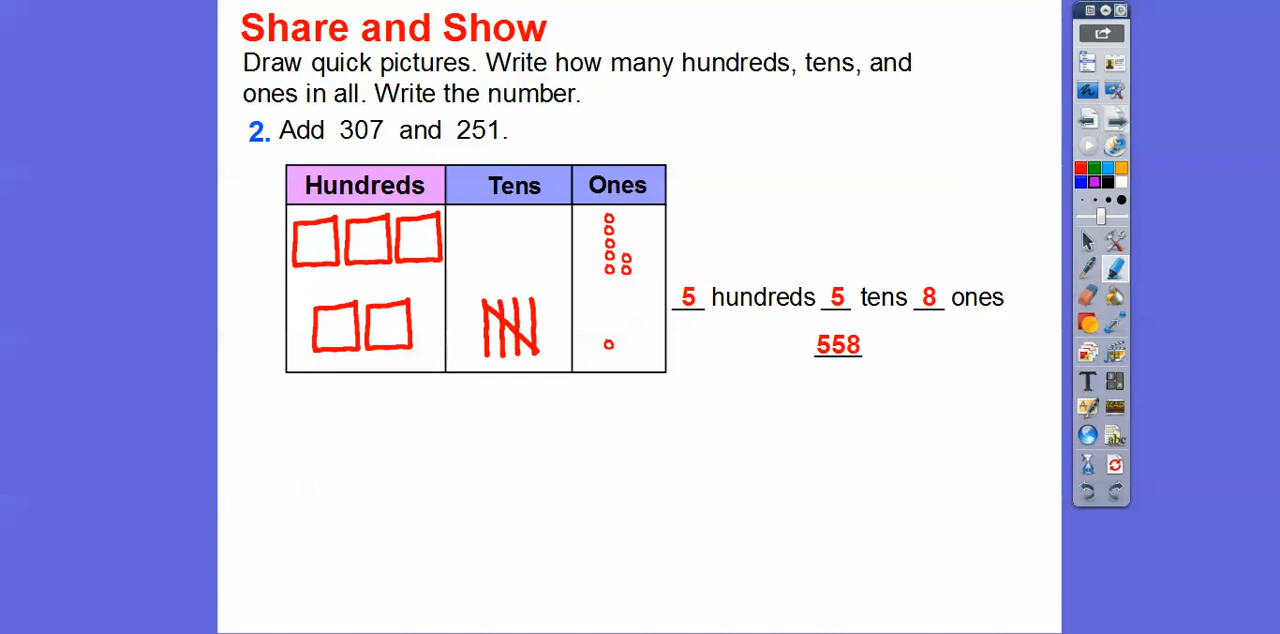 Share and Show
Draw quick pictures. Write how many hundreds, tens, and
ones in all. Write the number.
2. Add 307 and 251.
Hundreds Tens Ones
5 hundreds 5 tens 8 ones
558